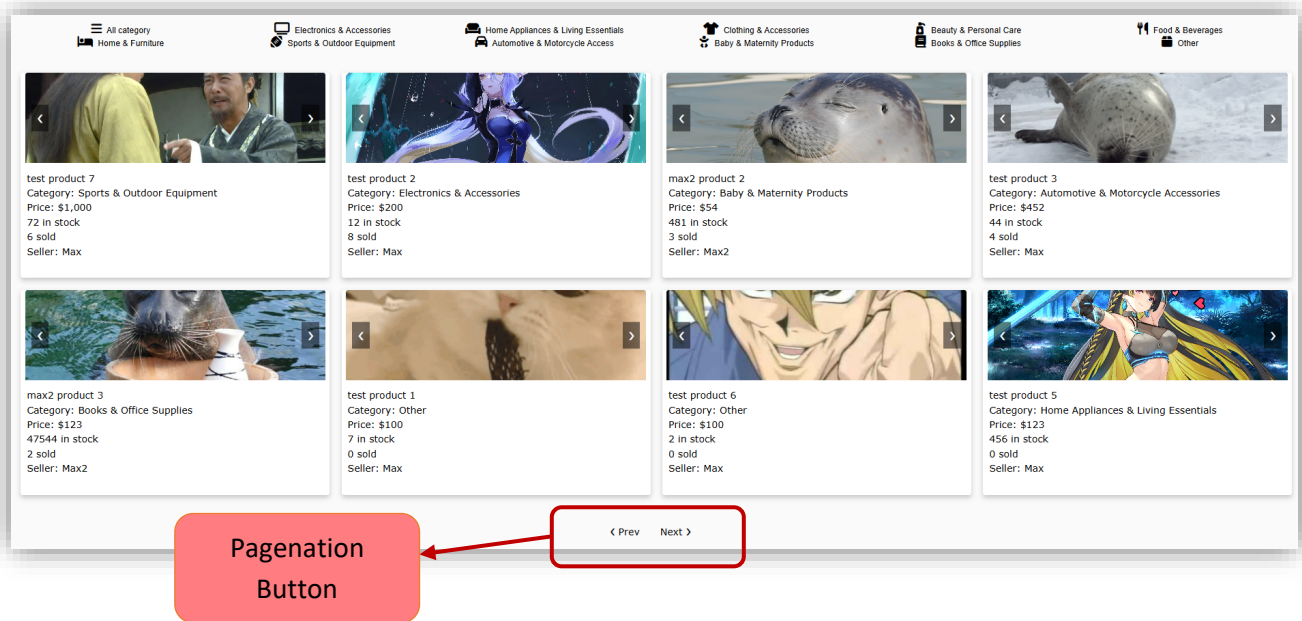 All category
Home & Furniture
Electronics & Accessories
Sports & Outdoor Equipment
Home Appliances & Living Essentials
Automotive & Motorcycle Access
Clothing & Accessories
Baby & Maternity Products
Beauty & Personal Care
Books & Office Supplies
Food & Beverages
Other
test product 7
Category: Sports & Outdoor Equipment
Price: $1,000
72 in stock
6 sold
Seller: Max
test product 2
Category: Electronics & Accessories
Price: $200
12 in stock
8 sold
Seller: Max
max2 product 2
Category: Baby & Maternity Products
Price: $54
481 in stock
3 sold
Seller: Max2
test product 3
Category: Automotive & Motorcycle Accessories
Price: $452
44 in stock
4 sold
Seller: Max
max2 product 3
Category: Books & Office Supplies
Price: $123
47544 in stock
2 sold
Seller: Max2
test product 1
Category: Other
Price: $100
7 in stock
0 sold
Seller: Max
test product 6
Category: Other
Price: $100
2 in stock
0 sold
Seller: Max
test product 5
Category: Home Appliances & Living Essentials
Price: $123
456 in stock
0 sold
Seller: Max
‹ Prev Next ›
Pagenation
Button